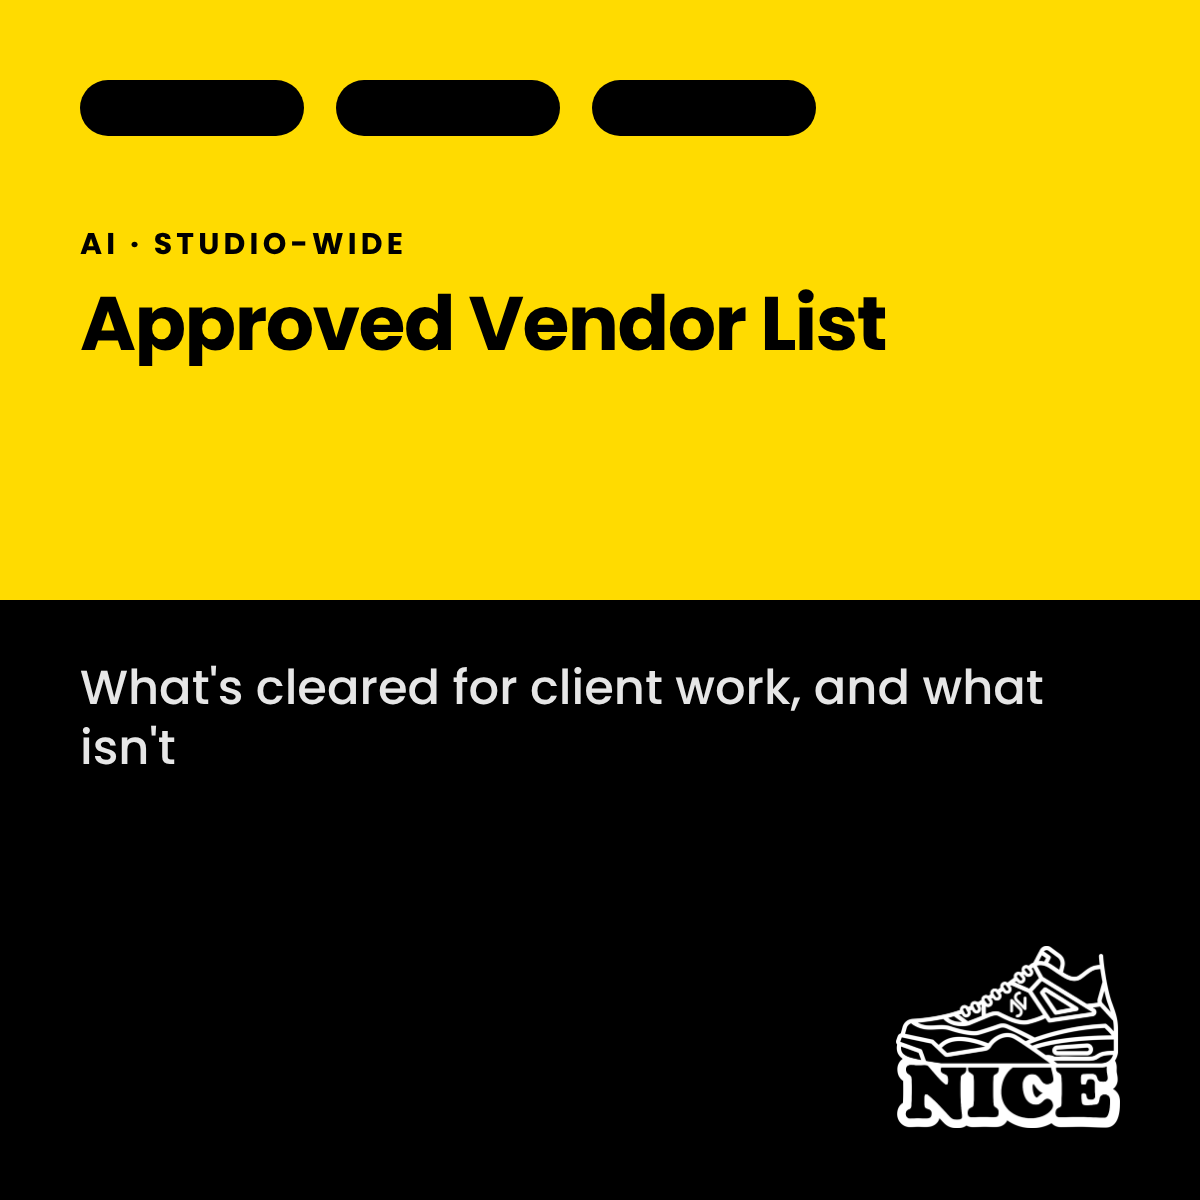 AI · STUDIO-WIDE
Approved Vendor List
What's cleared for client work, and what
isn't
NICE